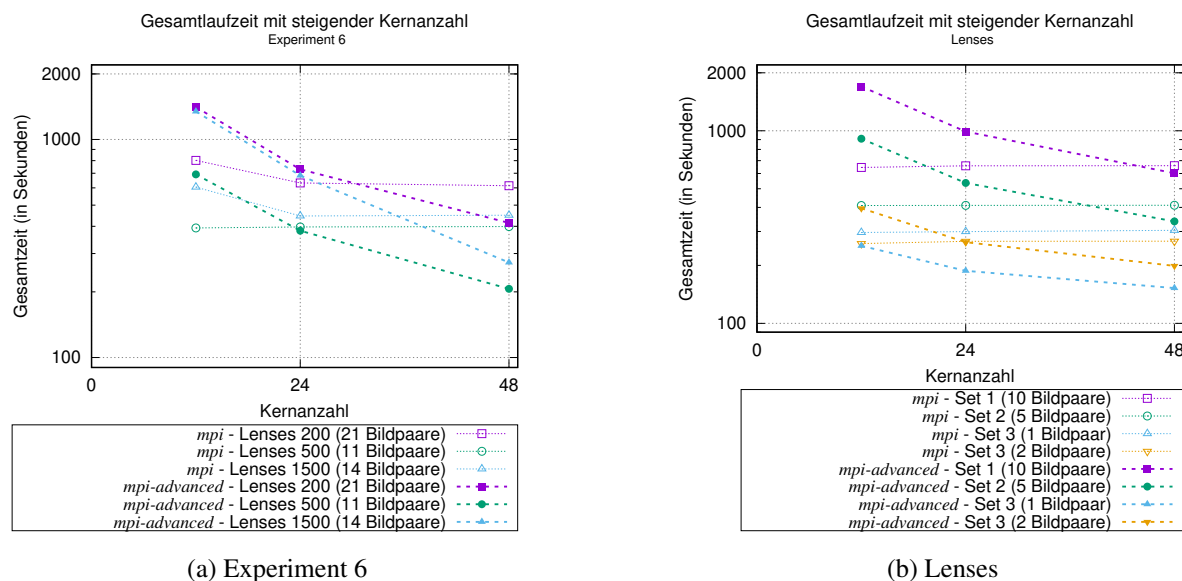 Gesamtlaufzeit mit steigender Kernanzahl
Experiment 6
Gesamtzeit (in Sekunden)
2000
1000
100
0
24
48
Kernanzahl
mpi - Lenses 200 (21 Bildpaare)
mpi - Lenses 500 (11 Bildpaare)
mpi - Lenses 1500 (14 Bildpaare)
mpi-advanced - Lenses 200 (21 Bildpaare)
mpi-advanced - Lenses 500 (11 Bildpaare)
mpi-advanced - Lenses 1500 (14 Bildpaare)
(a) Experiment 6
Gesamtlaufzeit mit steigender Kernanzahl
Lenses
Gesamtzeit (in Sekunden)
2000
1000
100
0
24
48
Kernanzahl
mpi - Set 1 (10 Bildpaare)
mpi - Set 2 (5 Bildpaare)
mpi - Set 3 (1 Bildpaar)
mpi - Set 3 (2 Bildpaare)
mpi-advanced - Set 1 (10 Bildpaare)
mpi-advanced - Set 2 (5 Bildpaare)
mpi-advanced - Set 3 (1 Bildpaar)
mpi-advanced - Set 3 (2 Bildpaare)
(b) Lenses